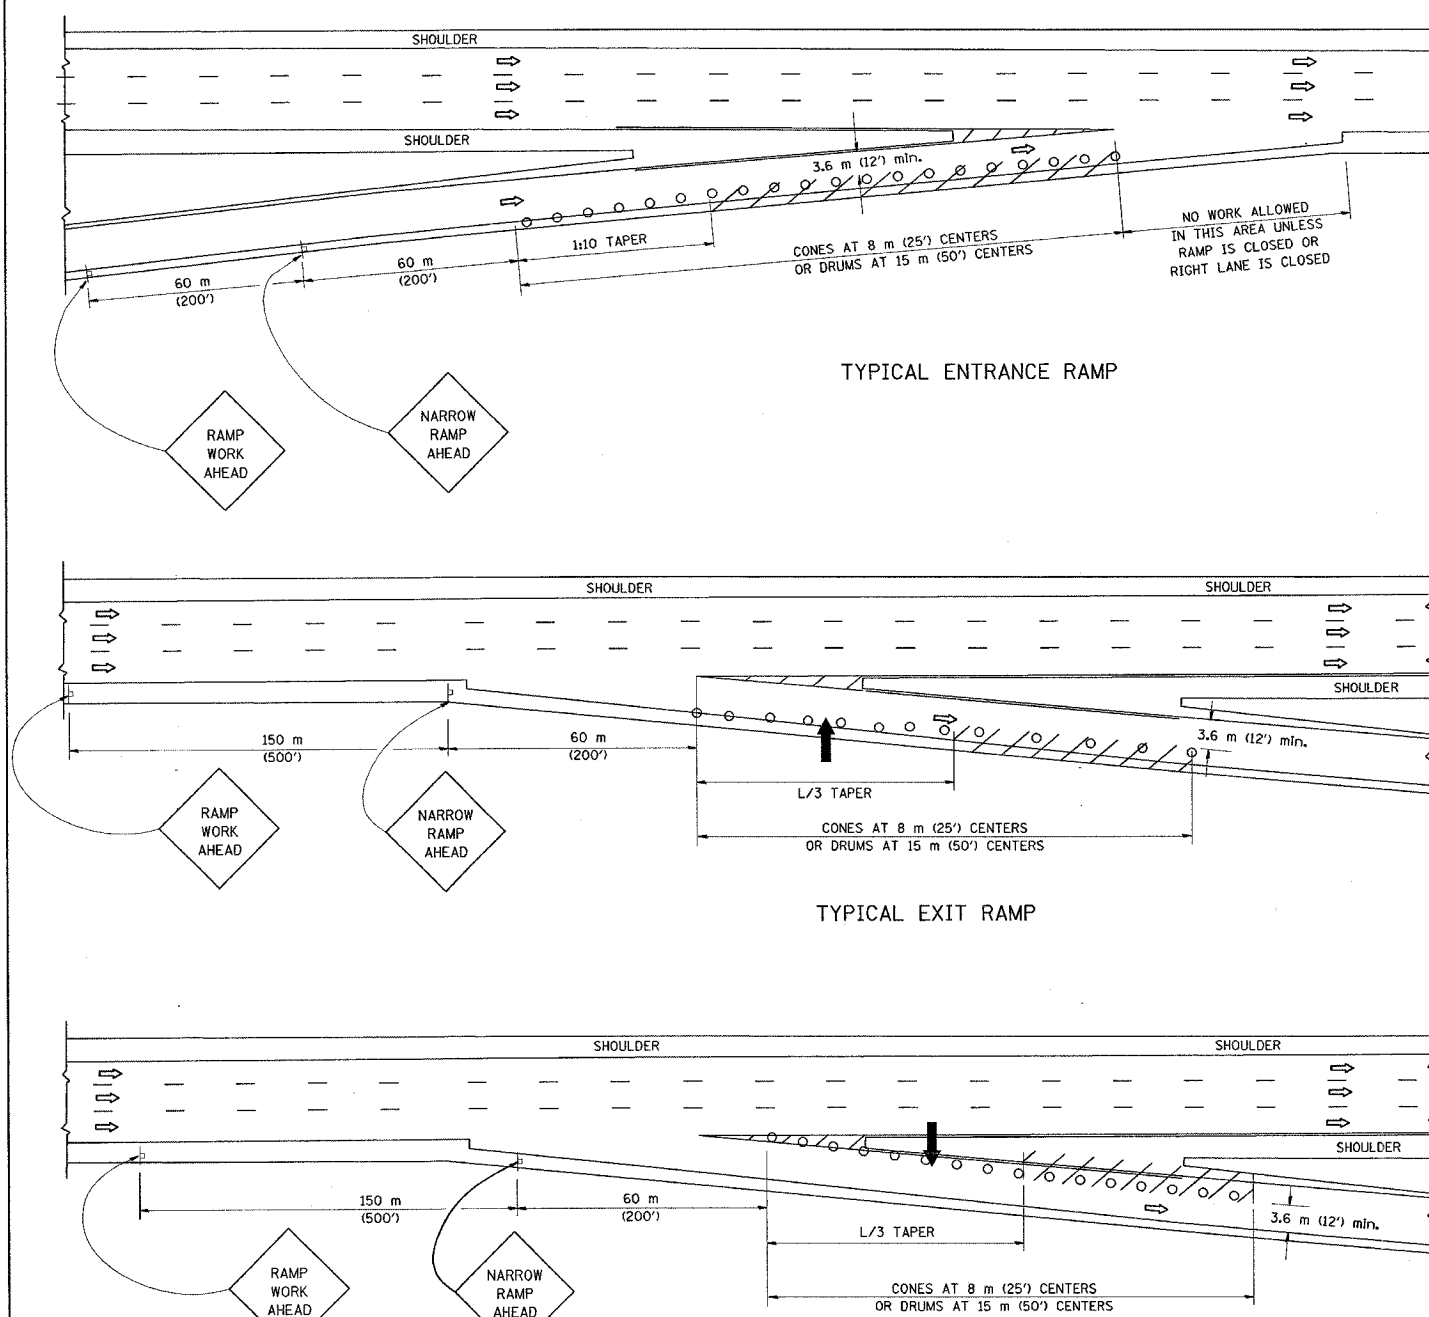 SHOULDER
SHOULDER
3.6 m (12') min.
1:10 TAPER
60 m
(200')
60 m
(200')
CONES AT 8 m (25') CENTERS
OR DRUMS AT 15 m (50') CENTERS
NO WORK ALLOWED
IN THIS AREA UNLESS
RAMP IS CLOSED OR
RIGHT LANE IS CLOSED
TYPICAL ENTRANCE RAMP
RAMP
WORK
AHEAD
NARROW
RAMP
AHEAD
SHOULDER
SHOULDER
SHOULDER
3.6 m (12') min.
150 m
(500')
60 m
(200')
L/3 TAPER
RAMP
WORK
AHEAD
NARROW
RAMP
AHEAD
CONES AT 8 m (25') CENTERS
OR DRUMS AT 15 m (50') CENTERS
TYPICAL EXIT RAMP
SHOULDER
SHOULDER
SHOULDER
150 m
(500')
60 m
(200')
3.6 m (12') min.
L/3 TAPER
RAMP
WORK
AHEAD
NARROW
RAMP
AHEAD
CONES AT 8 m (25') CENTERS
OR DRUMS AT 15 m (50') CENTERS